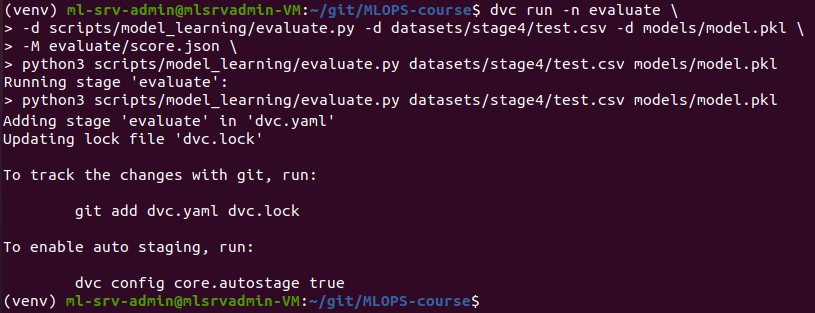 (venv) ml-srv-admin@mlsrvadmin-VM:~/git/MLOPS-course$ dvc run -n evaluate \
> -d scripts/model_learning/evaluate.py -d datasets/stage4/test.csv -d models/model.pkl \
> -M evaluate/score.json \
> python3 scripts/model_learning/evaluate.py datasets/stage4/test.csv models/model.pkl
Running stage 'evaluate':
> python3 scripts/model_learning/evaluate.py datasets/stage4/test.csv models/model.pkl
Adding stage 'evaluate' in 'dvc.yaml'
Updating lock file 'dvc.lock'
To track the changes with git, run:
git add dvc.yaml dvc.lock
To enable auto staging, run:
dvc config core.autostage true
(venv) ml-srv-admin@mlsrvadmin-VM:~/git/MLOPS-course$